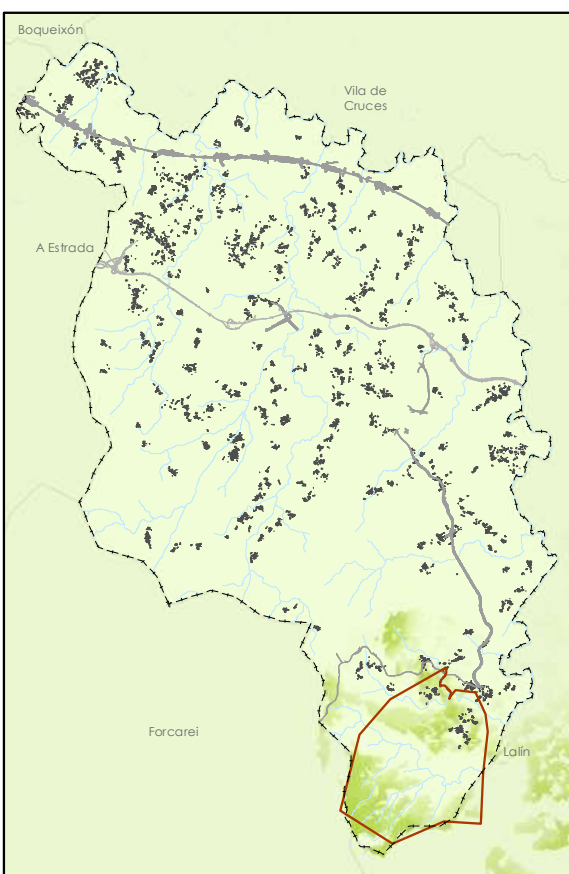 Boqueixón
Vila de
Cruces
A Estrada
Forcarei
Lalín